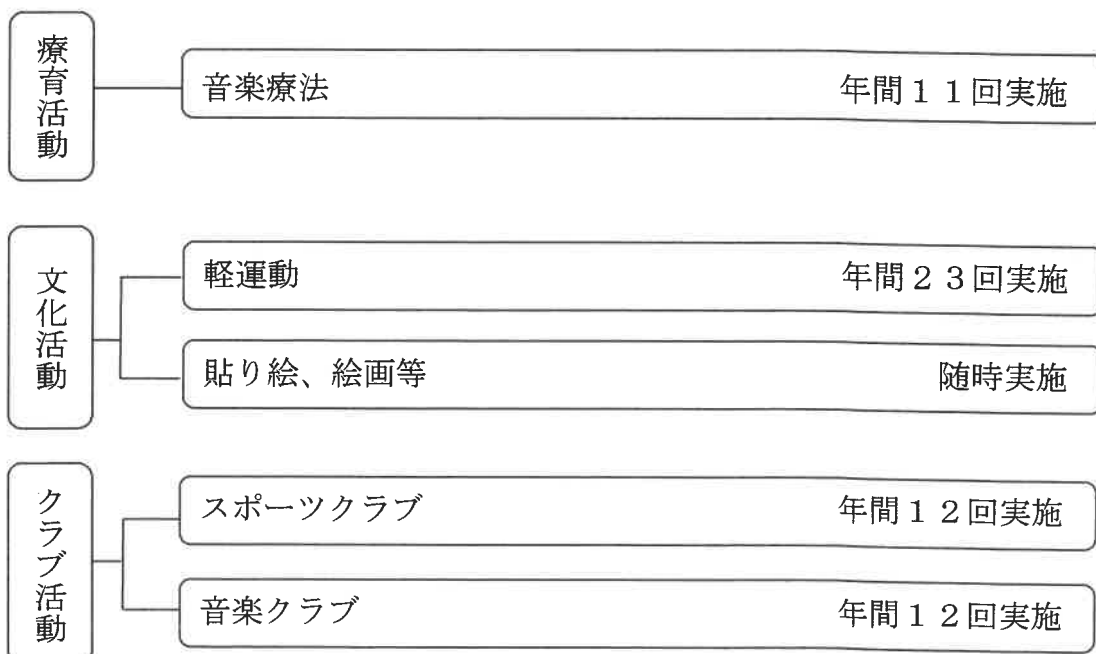 療育活動
音楽療法 年間１１回実施
文化活動
軽運動 年間２３回実施
貼り絵、絵画等 随時実施
クラブ活動
スポーツクラブ 年間１２回実施
音楽クラブ 年間１２回実施